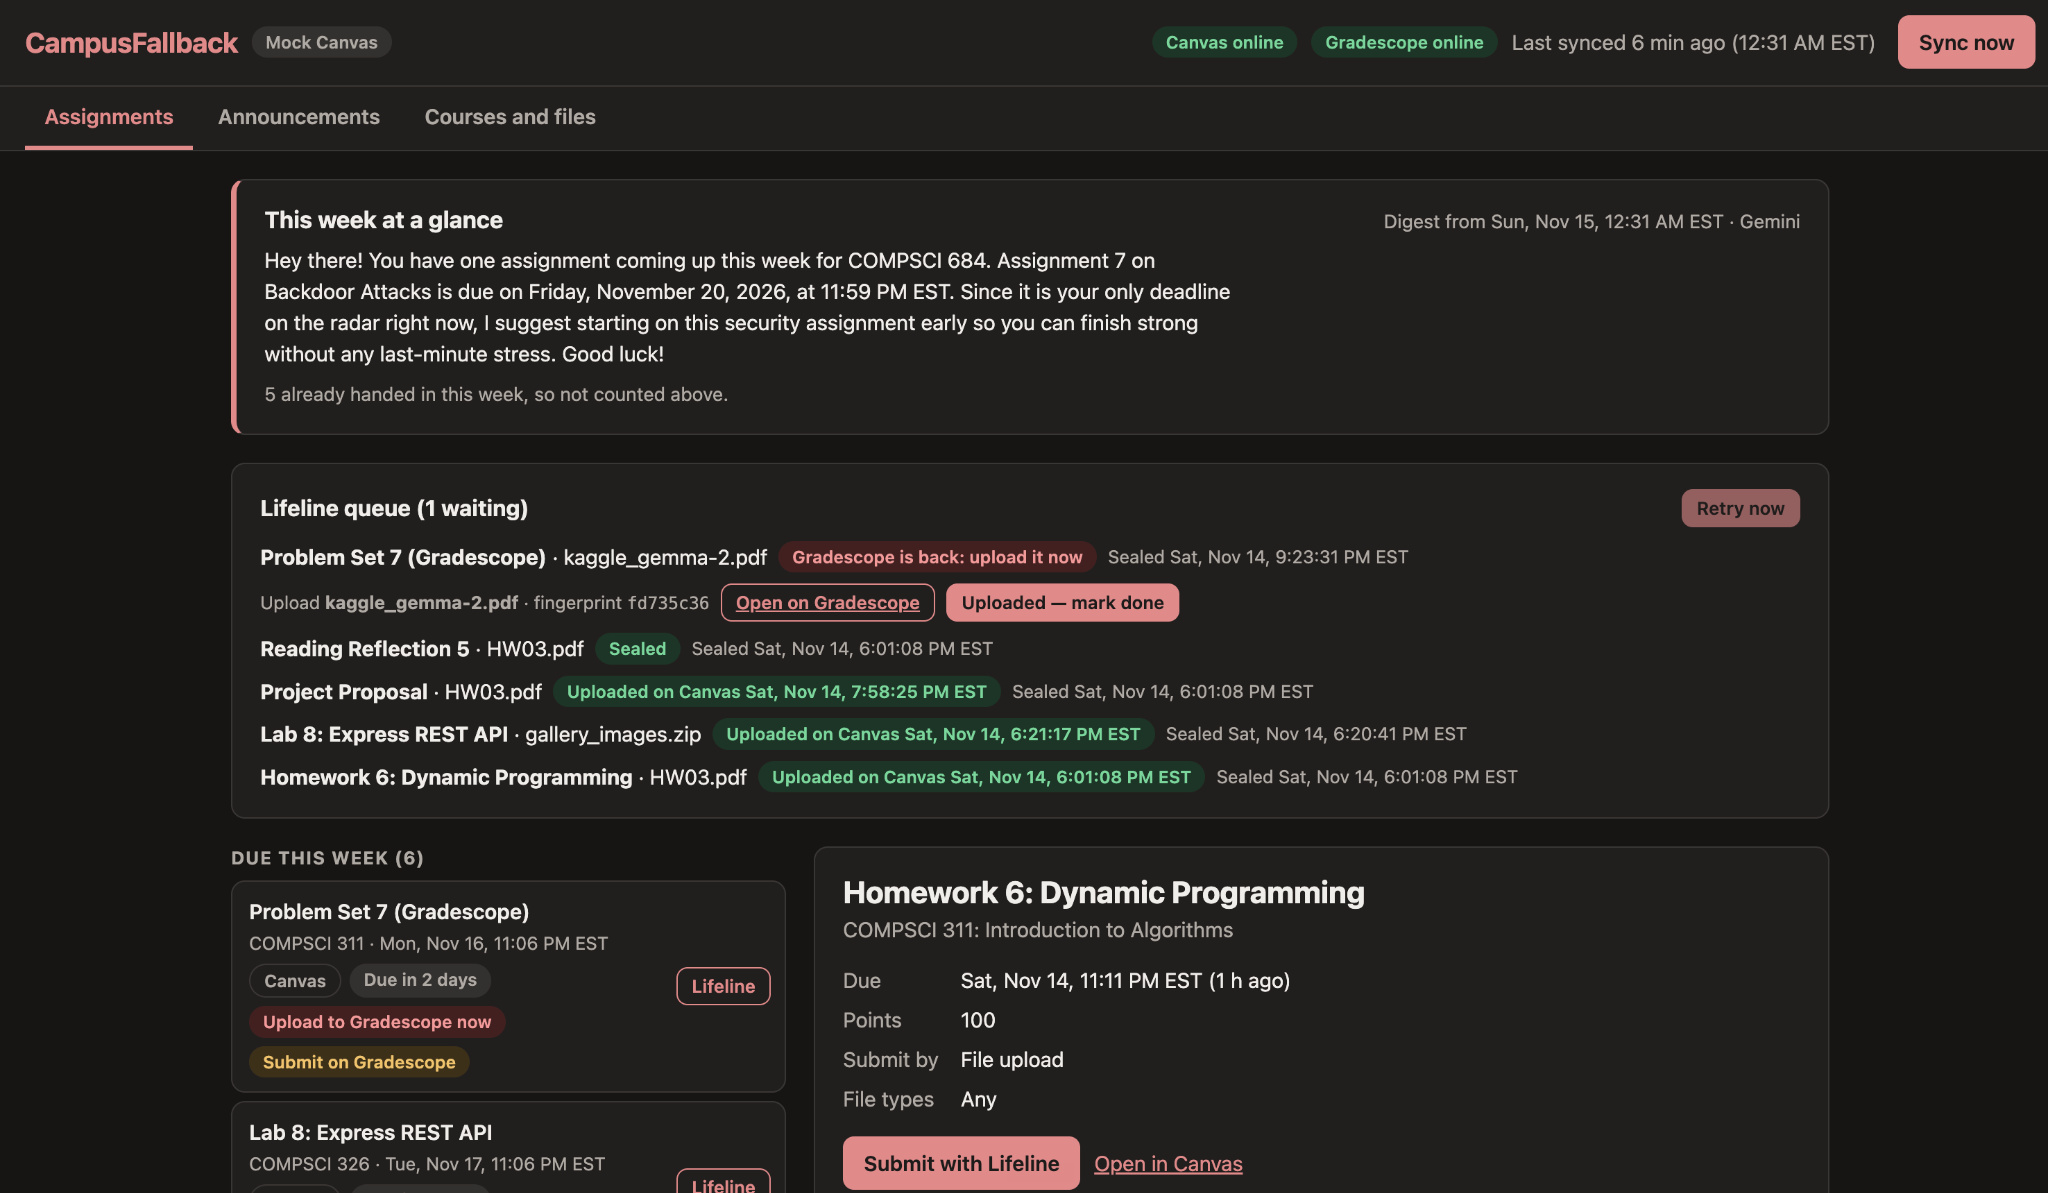 CampusFallback Mock Canvas Canvas online Gradescope online Last synced 6 min ago (12:31 AM EST) Sync now
Assignments Announcements Courses and files
This week at a glance Digest from Sun, Nov 15, 12:31 AM EST · Gemini
Hey there! You have one assignment coming up this week for COMPSCI 684. Assignment 7 on
Backdoor Attacks is due on Friday, November 20, 2026, at 11:59 PM EST. Since it is your only deadline
on the radar right now, I suggest starting on this security assignment early so you can finish strong
without any last-minute stress. Good luck!
5 already handed in this week, so not counted above.
Lifeline queue (1 waiting) Retry now
Problem Set 7 (Gradescope) · kaggle_gemma-2.pdf Gradescope is back: upload it now Sealed Sat, Nov 14, 9:23:31 PM EST
Upload kaggle_gemma-2.pdf · fingerprint fd735c36 Open on Gradescope Uploaded — mark done
Reading Reflection 5 · HW03.pdf Sealed Sealed Sat, Nov 14, 6:01:08 PM EST
Project Proposal · HW03.pdf Uploaded on Canvas Sat, Nov 14, 7:58:25 PM EST Sealed Sat, Nov 14, 6:01:08 PM EST
Lab 8: Express REST API · gallery_images.zip Uploaded on Canvas Sat, Nov 14, 6:21:17 PM EST Sealed Sat, Nov 14, 6:20:41 PM EST
Homework 6: Dynamic Programming · HW03.pdf Uploaded on Canvas Sat, Nov 14, 6:01:08 PM EST Sealed Sat, Nov 14, 6:01:08 PM EST
DUE THIS WEEK (6)
Problem Set 7 (Gradescope)
COMPSCI 311 · Mon, Nov 16, 11:06 PM EST
Canvas Due in 2 days
Lifeline
Upload to Gradescope now
Submit on Gradescope
Lab 8: Express REST API
COMPSCI 326 · Tue, Nov 17, 11:06 PM EST
Lifeline
Homework 6: Dynamic Programming
COMPSCI 311: Introduction to Algorithms
Due Sat, Nov 14, 11:11 PM EST (1 h ago)
Points 100
Submit by File upload
File types Any
Submit with Lifeline Open in Canvas